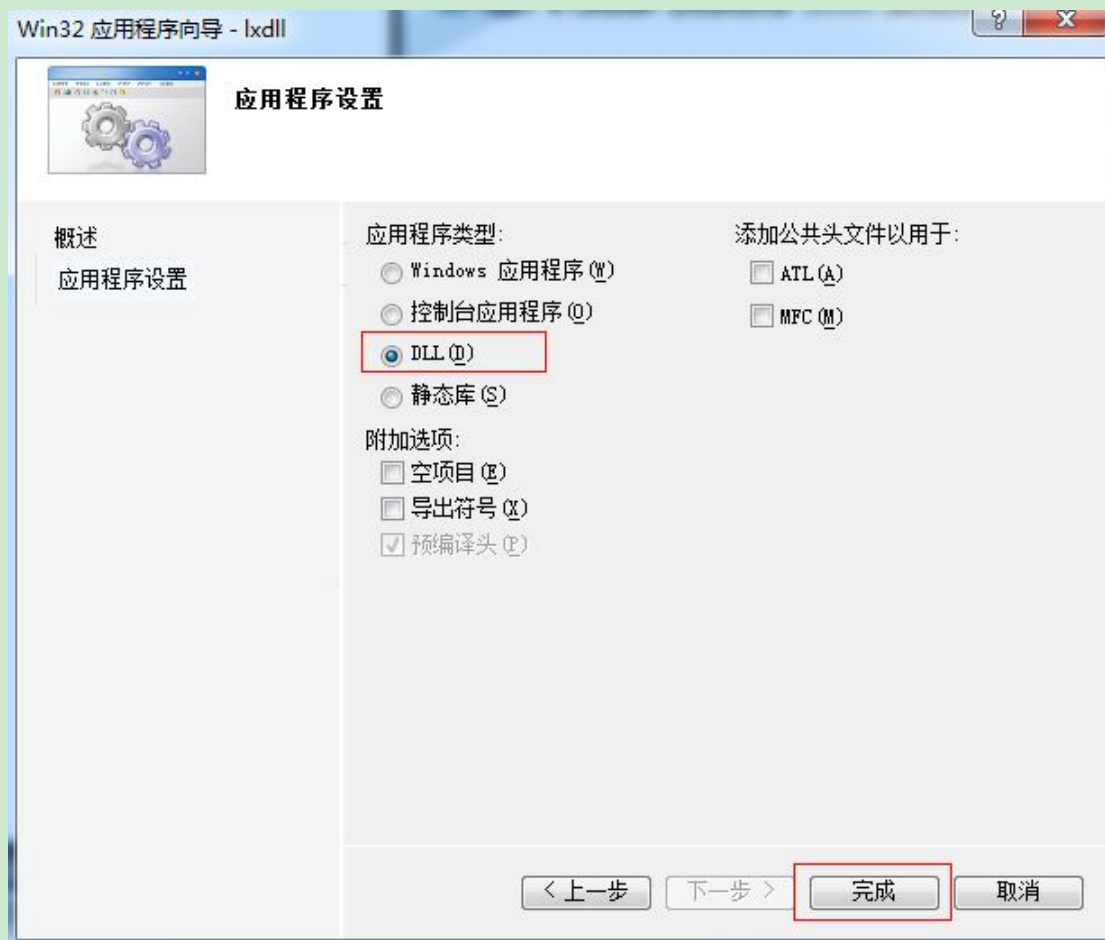 Win32 应用程序向导 - lxdll
应用程序设置
概述
应用程序设置
应用程序类型:
Windows 应用程序(W)
控制台应用程序(O)
DLL(D)
静态库(S)
附加选项:
空项目(E)
导出符号(X)
预编译头(P)
添加公共头文件以用于:
ATL(A)
MFC(M)
< 上一步
下一步 >
完成
取消